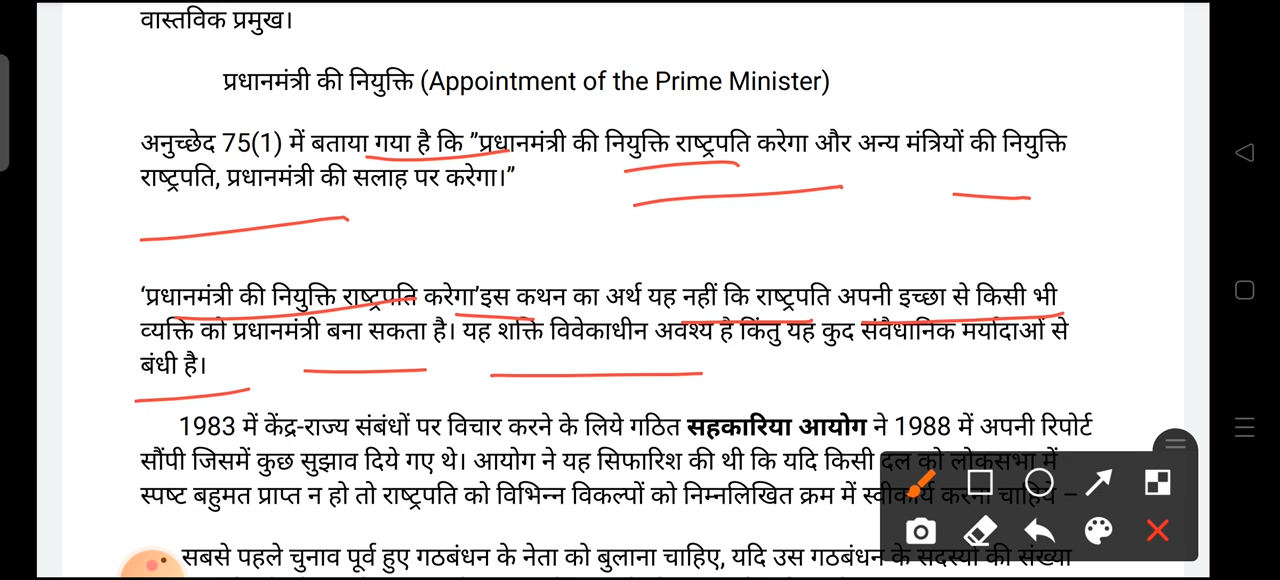 वास्तविक प्रमुख।
प्रधानमंत्री की नियुक्ति (Appointment of the Prime Minister)
अनुच्छेद 75(1) में बताया गया है कि ”प्रधानमंत्री की नियुक्ति राष्ट्रपति करेगा और अन्य मंत्रियों की नियुक्ति
राष्ट्रपति, प्रधानमंत्री की सलाह पर करेगा।”
‘प्रधानमंत्री की नियुक्ति राष्ट्रपति करेगा’इस कथन का अर्थ यह नहीं कि राष्ट्रपति अपनी इच्छा से किसी भी
व्यक्ति को प्रधानमंत्री बना सकता है। यह शक्ति विवेकाधीन अवश्य है किंतु यह कुद संवैधानिक मर्यादाओं से
बंधी है।
1983 में केंद्र-राज्य संबंधों पर विचार करने के लिये गठित सहकारिया आयोग ने 1988 में अपनी रिपोर्ट
सौंपी जिसमें कुछ सुझाव दिये गए थे। आयोग ने यह सिफारिश की थी कि यदि किसी दल को लोकसभा में
स्पष्ट बहुमत प्राप्त न हो तो राष्ट्रपति को विभिन्न विकल्पों को निम्नलिखित क्रम में स्वीकार्य करना चाहिये –
सबसे पहले चुनाव पूर्व हुए गठबंधन के नेता को बुलाना चाहिए, यदि उस गठबंधन के सदस्यों की संख्या